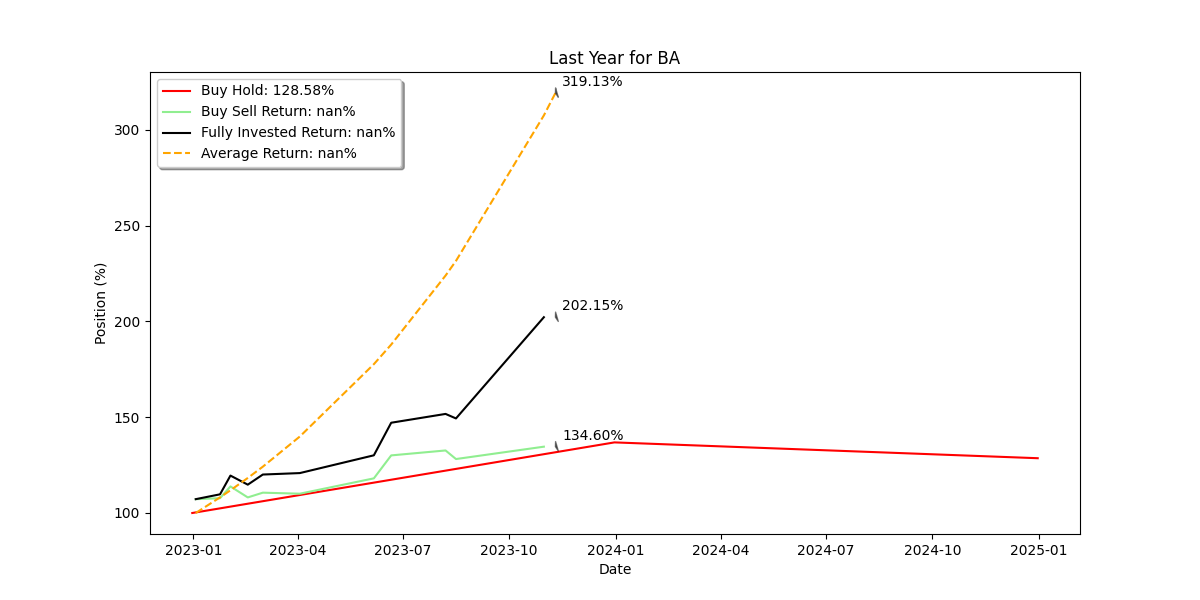 Last Year for BA
Buy Hold: 128.58%
Buy Sell Return: nan%
Fully Invested Return: nan%
Average Return: nan%
319.13%
202.15%
134.60%
Position (%)
300
250
200
150
100
2023-01 2023-04 2023-07 2023-10 2024-01 2024-04 2024-07 2024-10 2025-01
Date